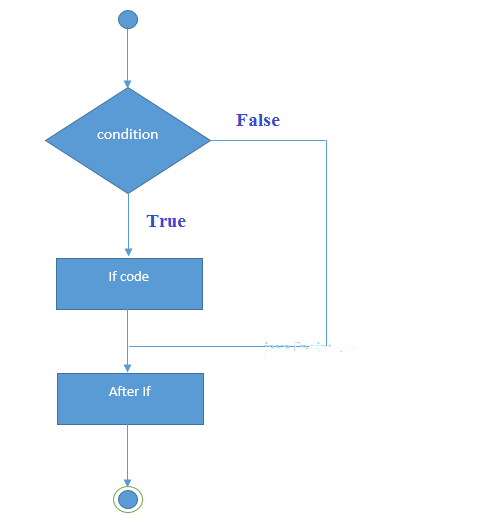 condition
False
True
If code
After If